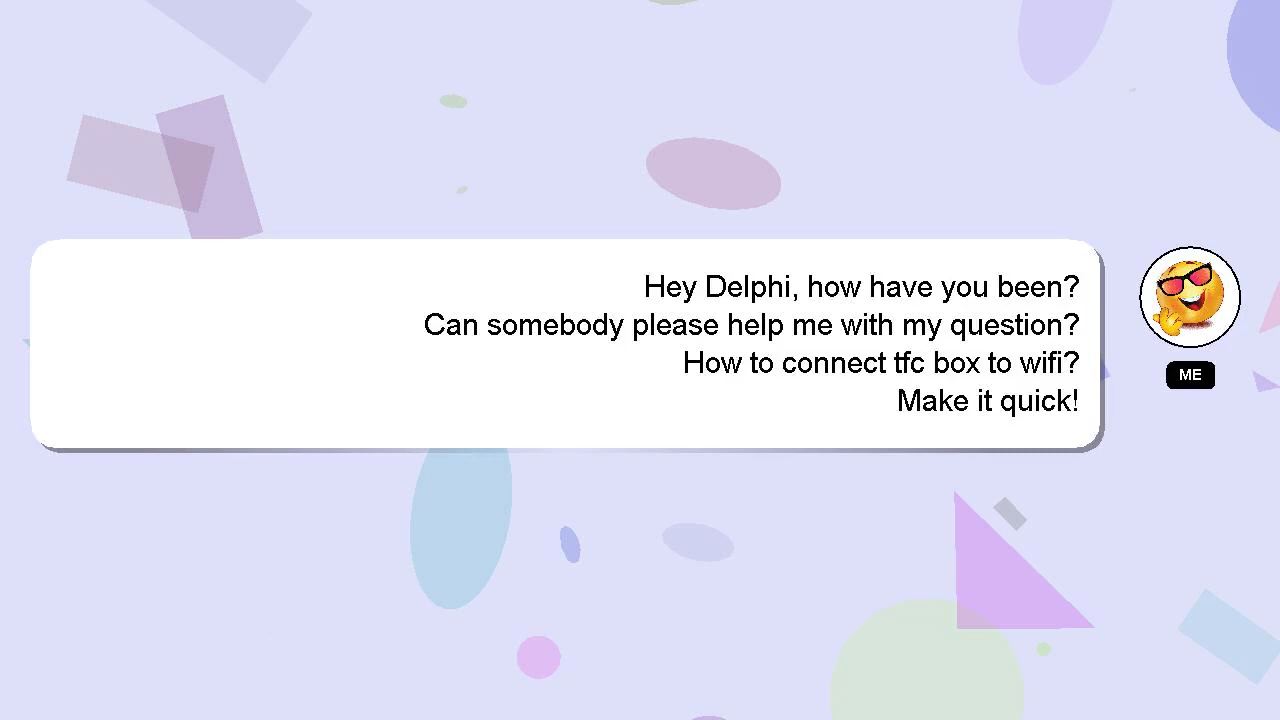 Hey Delphi, how have you been?
Can somebody please help me with my question?
How to connect tfc box to wifi?
Make it quick!
ME